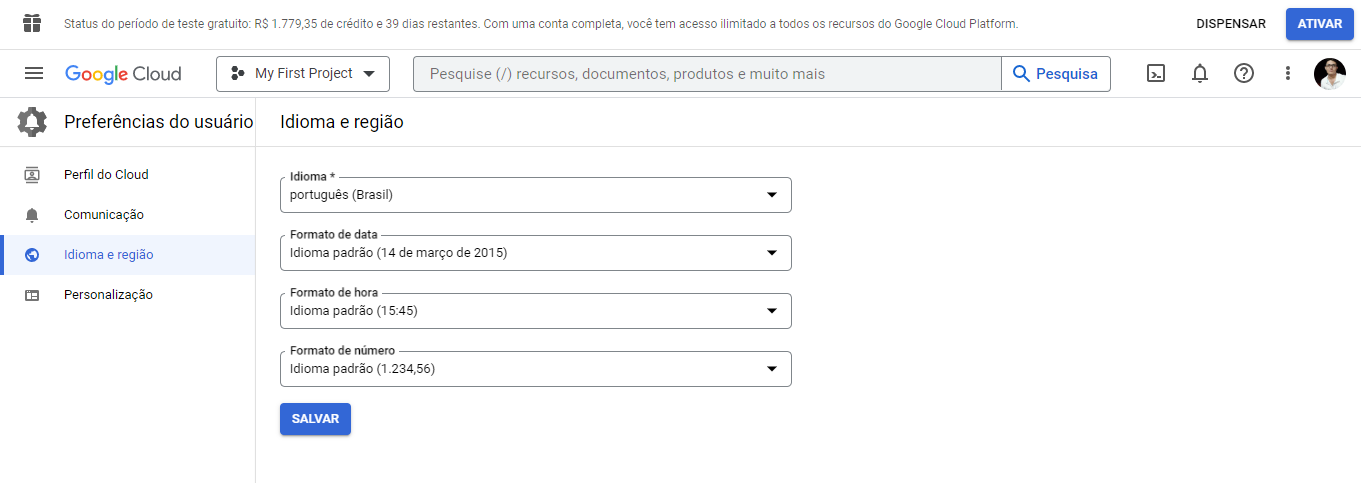 Status do período de teste gratuito: R$ 1.779,35 de crédito e 39 dias restantes. Com uma conta completa, você tem acesso ilimitado a todos os recursos do Google Cloud Platform.
DISPENSAR
ATIVAR
Google Cloud
My First Project
Pesquise (/) recursos, documentos, produtos e muito mais
Pesquisa
Preferências do usuário
Idioma e região
Perfil do Cloud
Comunicação
Idioma e região
Personalização
Idioma *
português (Brasil)
Formato de data
Idioma padrão (14 de março de 2015)
Formato de hora
Idioma padrão (15:45)
Formato de número
Idioma padrão (1.234,56)
SALVAR